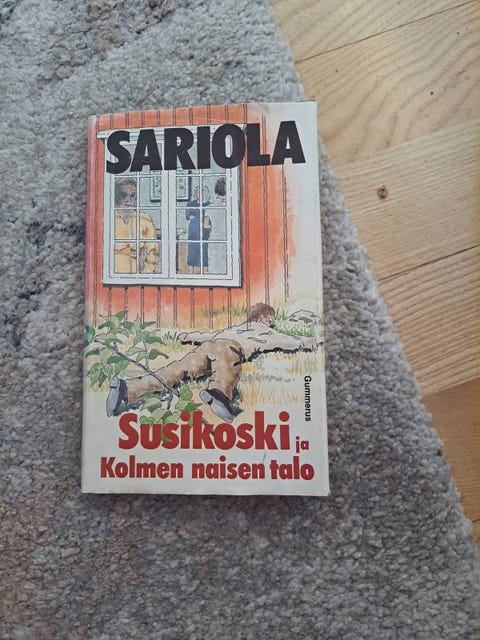 SARIOLA
Gummerus
Susikoski ja
Kolmen naisen talo